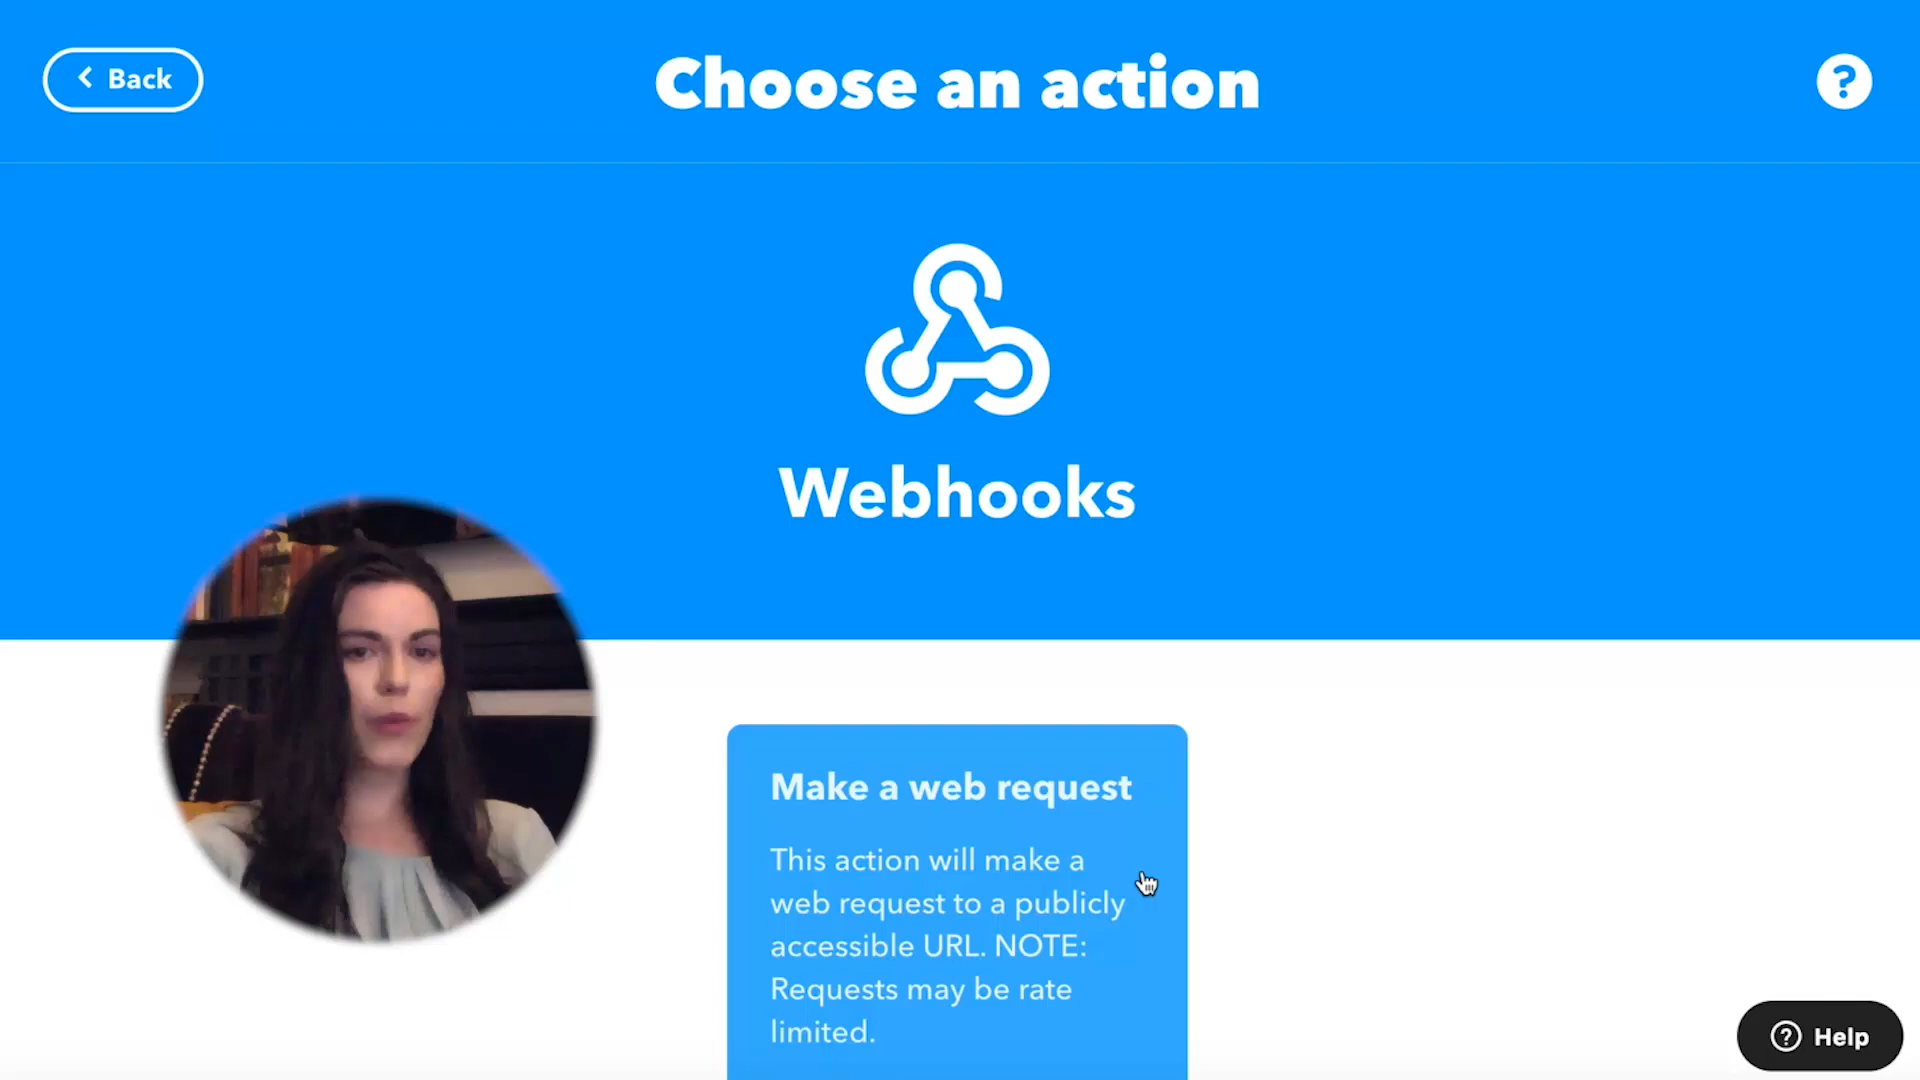 Back
Choose an action
?
Webhooks
Make a web request
This action will make a
web request to a publicly
accessible URL. NOTE:
Requests may be rate
limited.
? Help